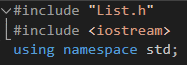 #include "List.h"
#include <iostream>
using namespace std;